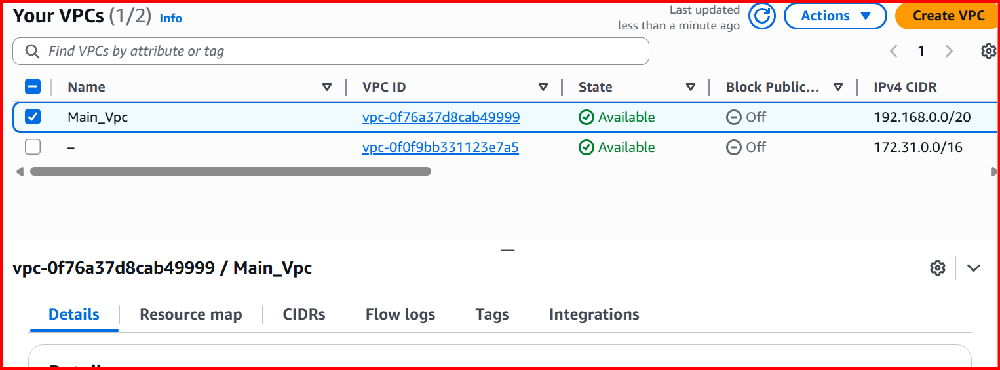 Your VPCs (1/2) Info
Last updated
less than a minute ago
Actions
Create VPC
Find VPCs by attribute or tag
1
Name VPC ID State Block Public... IPv4 CIDR
Main_Vpc vpc-0f76a37d8cab49999 Available Off 192.168.0.0/20
– vpc-0f0f9bb331123e7a5 Available Off 172.31.0.0/16
vpc-0f76a37d8cab49999 / Main_Vpc
Details Resource map CIDRs Flow logs Tags Integrations